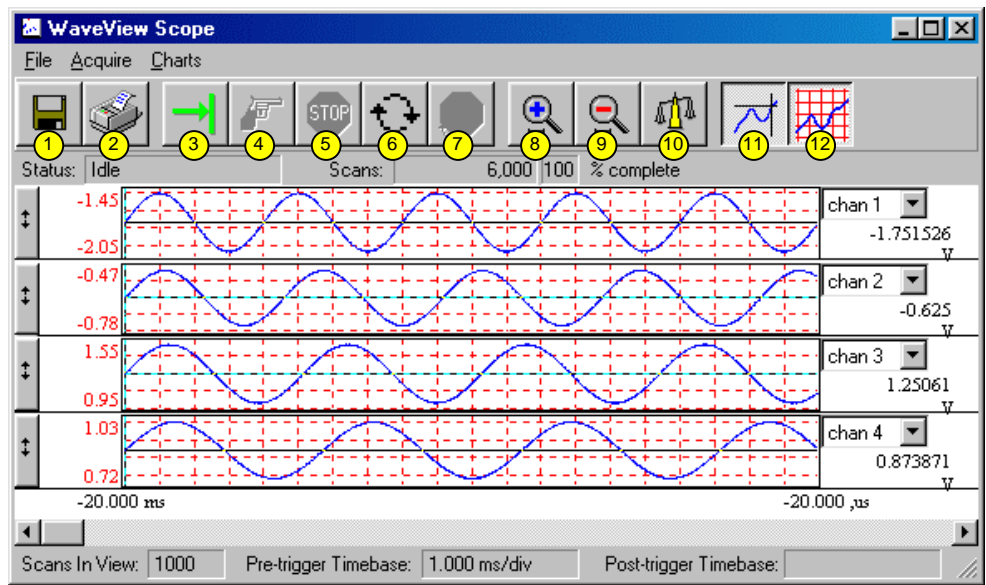 WaveView Scope
File Acquire Charts
STOP
1 2 3 4 5 6 7 8 9 10 11 12
Status: Idle Scans: 6,000 100 % complete
-1.45 chan 1
-1.751526
-2.05 V
-0.47 chan 2
-0.625
-0.78 V
1.55 chan 3
1.25061
0.95 V
1.03 chan 4
0.873871
0.72 V
-20.000 ms -20.000 ,us
Scans In View: 1000 Pre-trigger Timebase: 1.000 ms/div Post-trigger Timebase: